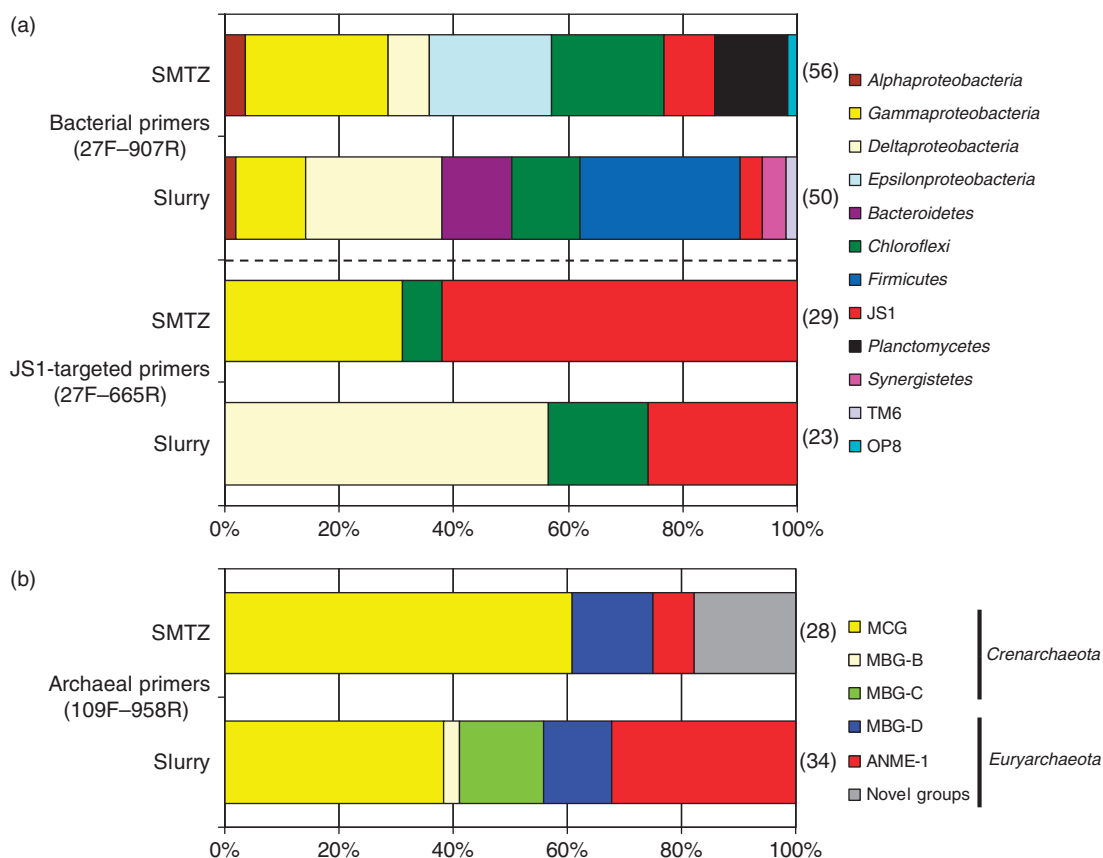 (a)
SMTZ
(56)
Bacterial primers
(27F–907R)
Slurry
(50)
SMTZ
(29)
JS1-targeted primers
(27F–665R)
Slurry
(23)
0% 20% 40% 60% 80% 100%
Alphaproteobacteria
Gammaproteobacteria
Deltaproteobacteria
Epsilonproteobacteria
Bacteroidetes
Chloroflexi
Firmicutes
JS1
Planctomycetes
Synergistetes
TM6
OP8
(b)
SMTZ
(28)
Archaeal primers
(109F–958R)
Slurry
(34)
0% 20% 40% 60% 80% 100%
MCG
MBG-B
MBG-C
MBG-D
ANME-1
Novel groups
Crenarchaeota
Euryarchaeota